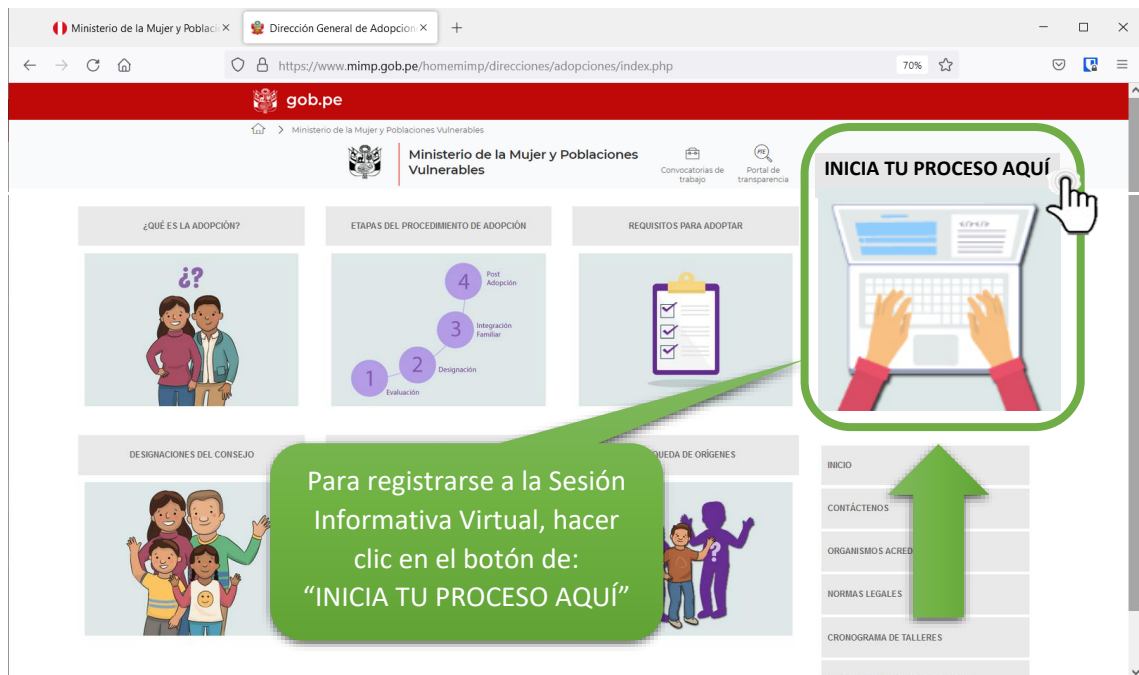 Ministerio de la Mujer y Poblaci
Dirección General de Adopcion
https://www.mimp.gob.pe/homemimp/direcciones/adopciones/index.php
70%
gob.pe
Ministerio de la Mujer y Poblaciones Vulnerables
Ministerio de la Mujer y Poblaciones
Vulnerables
Convocatorias de
trabajo
PTE
Portal de
transparencia
INICIA TU PROCESO AQUÍ
¿QUÉ ES LA ADOPCIÓN?
ETAPAS DEL PROCEDIMIENTO DE ADOPCIÓN
REQUISITOS PARA ADOPTAR
¿?
4
Post
Adopción
3
Integración
Familiar
2
Designación
1
Evaluación
DESIGNACIONES DEL CONSEJO
QUEDA DE ORÍGENES
?
Para registrarse a la Sesión
Informativa Virtual, hacer
clic en el botón de:
“INICIA TU PROCESO AQUÍ”
INICIO
CONTÁCTENOS
ORGANISMOS ACRED
NORMAS LEGALES
CRONOGRAMA DE TALLERES